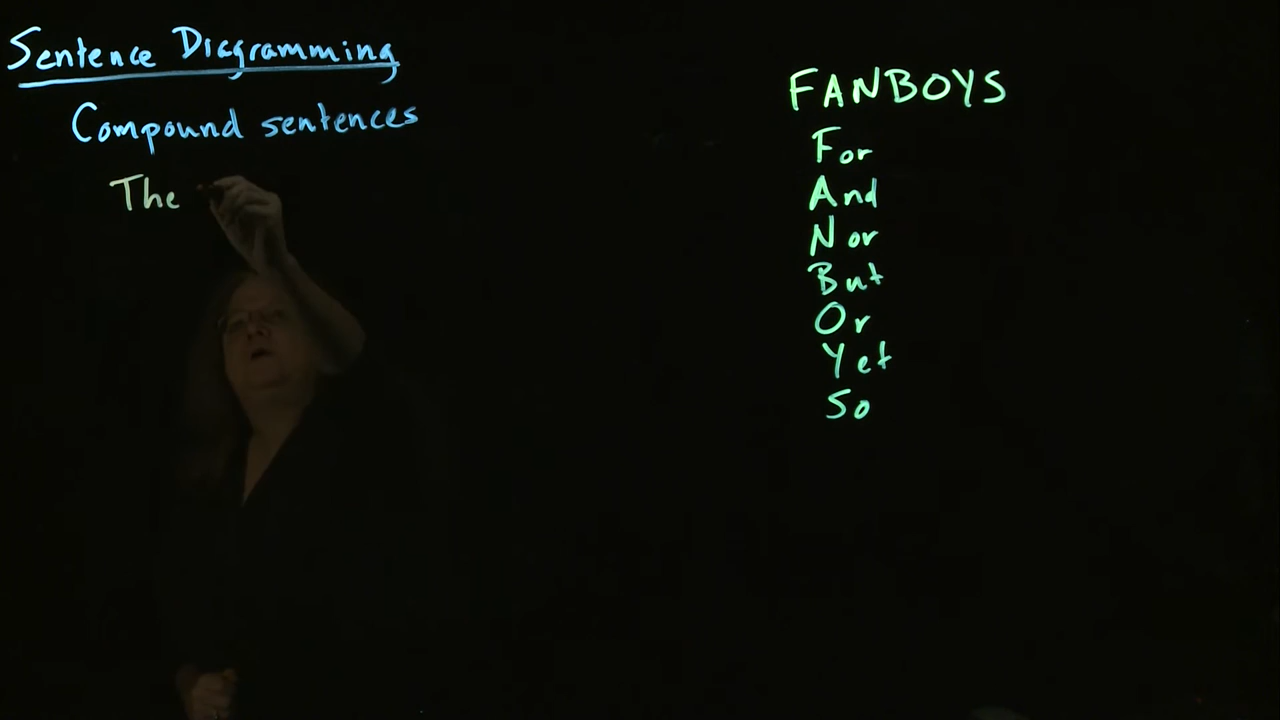 Sentence Diagramming
Compound sentences
The
FANBOYS
For
And
Nor
But
Or
Yet
So